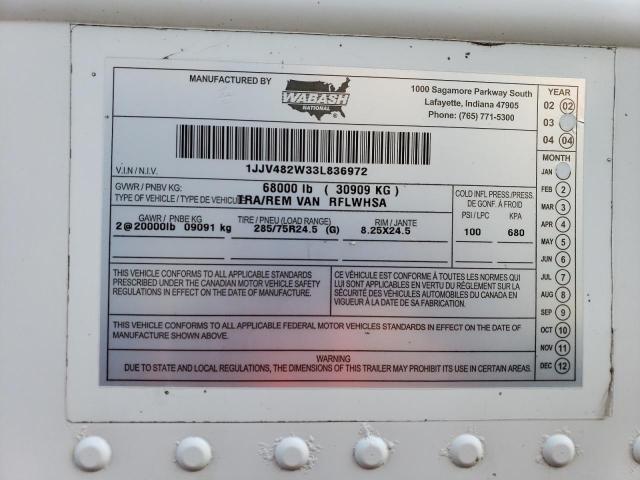 MANUFACTURED BY
WABASH
NATIONAL
®
1000 Sagamore Parkway South
Lafayette, Indiana 47905
Phone: (765) 771-5300
V.I.N / N.I.V.
1JJV482W33L836972
GVWR / PNBV KG:
68000 lb ( 30909 KG )
TYPE OF VEHICLE / TYPE DE VEHICULE
TRA/REM VAN RFLWHSA
COLD INFL PRESS./PRESS.
DE GONF. À FROID
PSI / LPC KPA
100 680
GAWR / PNBE KG
2@20000lb 09091 kg
TIRE / PNEU (LOAD RANGE)
285/75R24.5 (G)
RIM / JANTE
8.25X24.5
THIS VEHICLE CONFORMS TO ALL APPLICABLE STANDARDS
PRESCRIBED UNDER THE CANADIAN MOTOR VEHICLE SAFETY
REGULATIONS IN EFFECT ON THE DATE OF MANUFACTURE.
CE VÉHICULE EST CONFORME À TOUTES LES NORMES QUI
LUI SONT APPLICABLES EN VERTU DU RÉGLEMENT SUR LA
SÉCURITÉ DES VÉHICULES AUTOMOBILES DU CANADA EN
VIGUEUR À LA DATE DE SA FABRICATION.
THIS VEHICLE CONFORMS TO ALL APPLICABLE FEDERAL MOTOR VEHICLES STANDARDS IN EFFECT ON THE DATE OF
MANUFACTURE SHOWN ABOVE.
WARNING
DUE TO STATE AND LOCAL REGULATIONS, THE DIMENSIONS OF THIS TRAILER MAY RESULT IN ILLEGAL USE IN CERTAIN AREAS.
YEAR
02 02
03
04 04
MONTH
JAN
FEB 2
MAR 3
APR 4
MAY 5
JUN 6
JUL 7
AUG 8
SEP 9
OCT 10
NOV 11
DEC 12